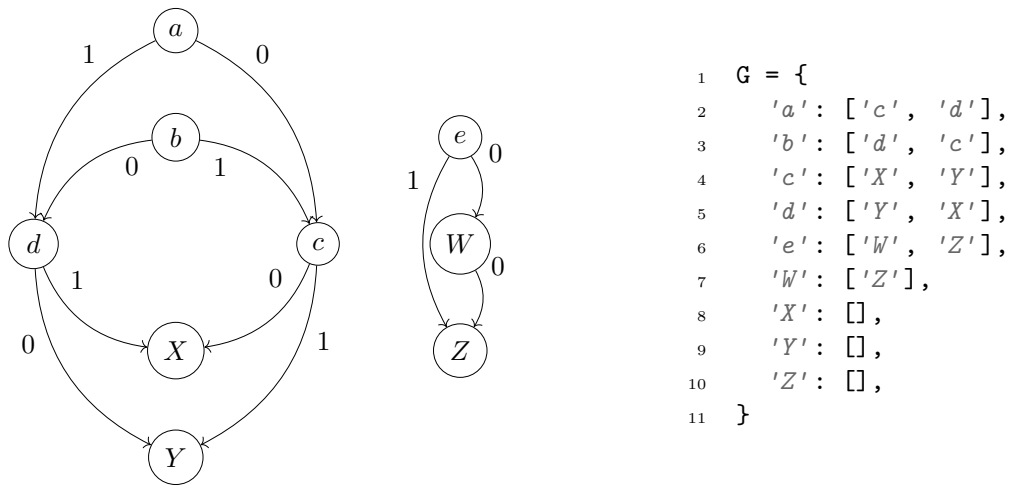 a
1
0
b
0
1
d
c
1
0
0
1
X
Y
e
0
1
W
0
Z
1 G = {
2 'a': ['c', 'd'],
3 'b': ['d', 'c'],
4 'c': ['X', 'Y'],
5 'd': ['Y', 'X'],
6 'e': ['W', 'Z'],
7 'W': ['Z'],
8 'X': [],
9 'Y': [],
10 'Z': [],
11 }